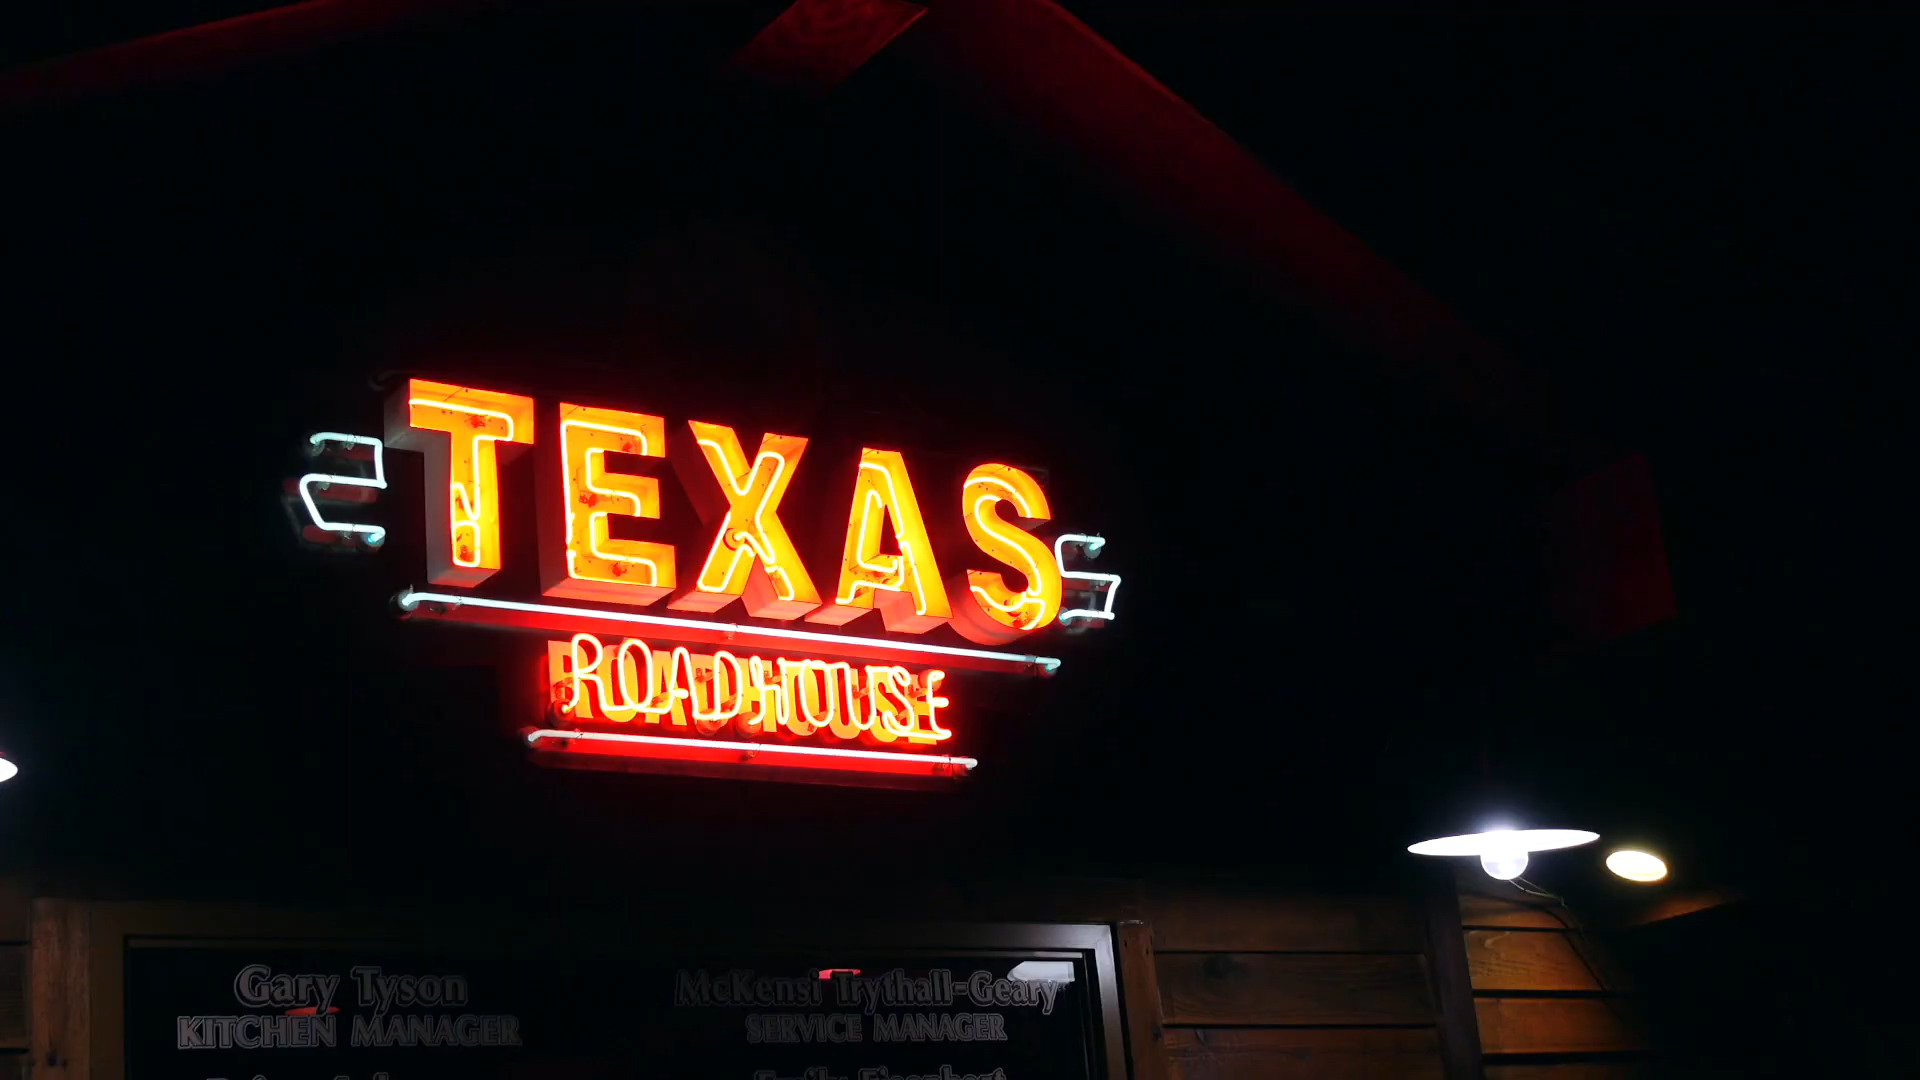 TEXAS
ROADHOUSE
Gary Tyson
KITCHEN MANAGER
McKensi Trythall-Geary
SERVICE MANAGER